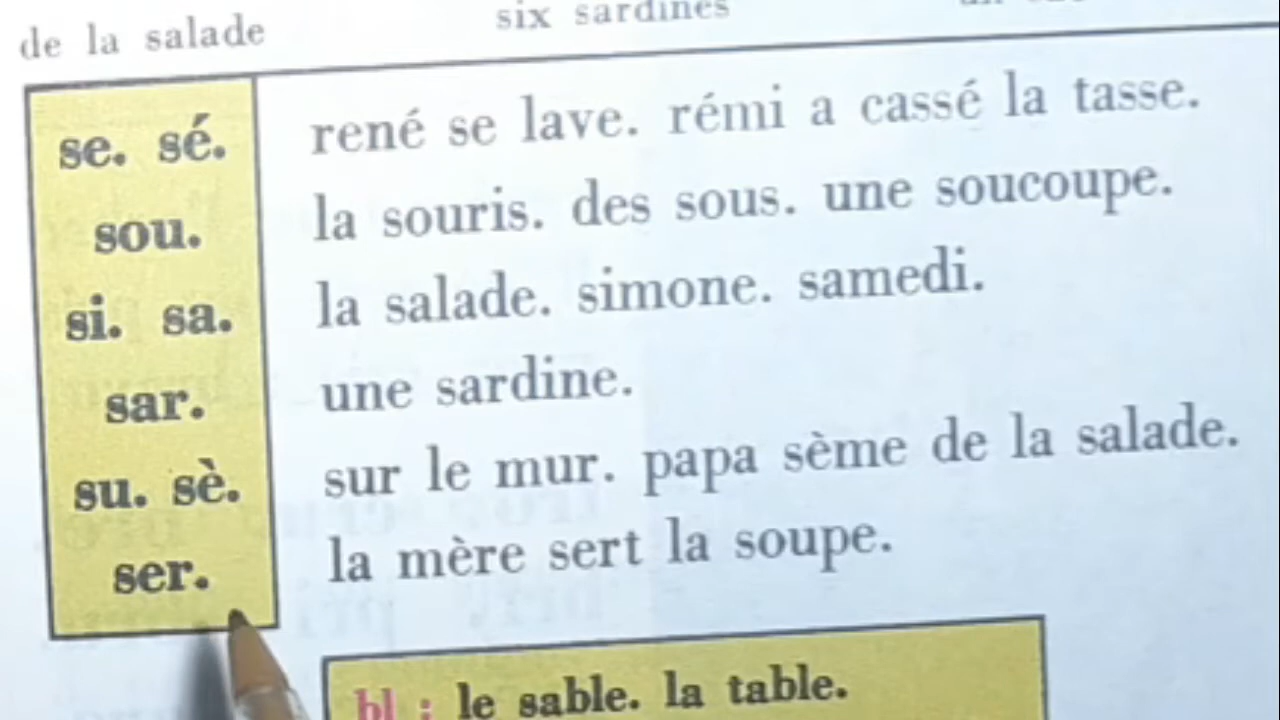 de la salade six sardines
se. sé. rené se lave. rémi a cassé la tasse.
sou. la souris. des sous. une soucoupe.
si. sa. la salade. simone. samedi.
sar. une sardine.
su. sè. sur le mur. papa sème de la salade.
ser. la mère sert la soupe.
bl : le sable. la table.